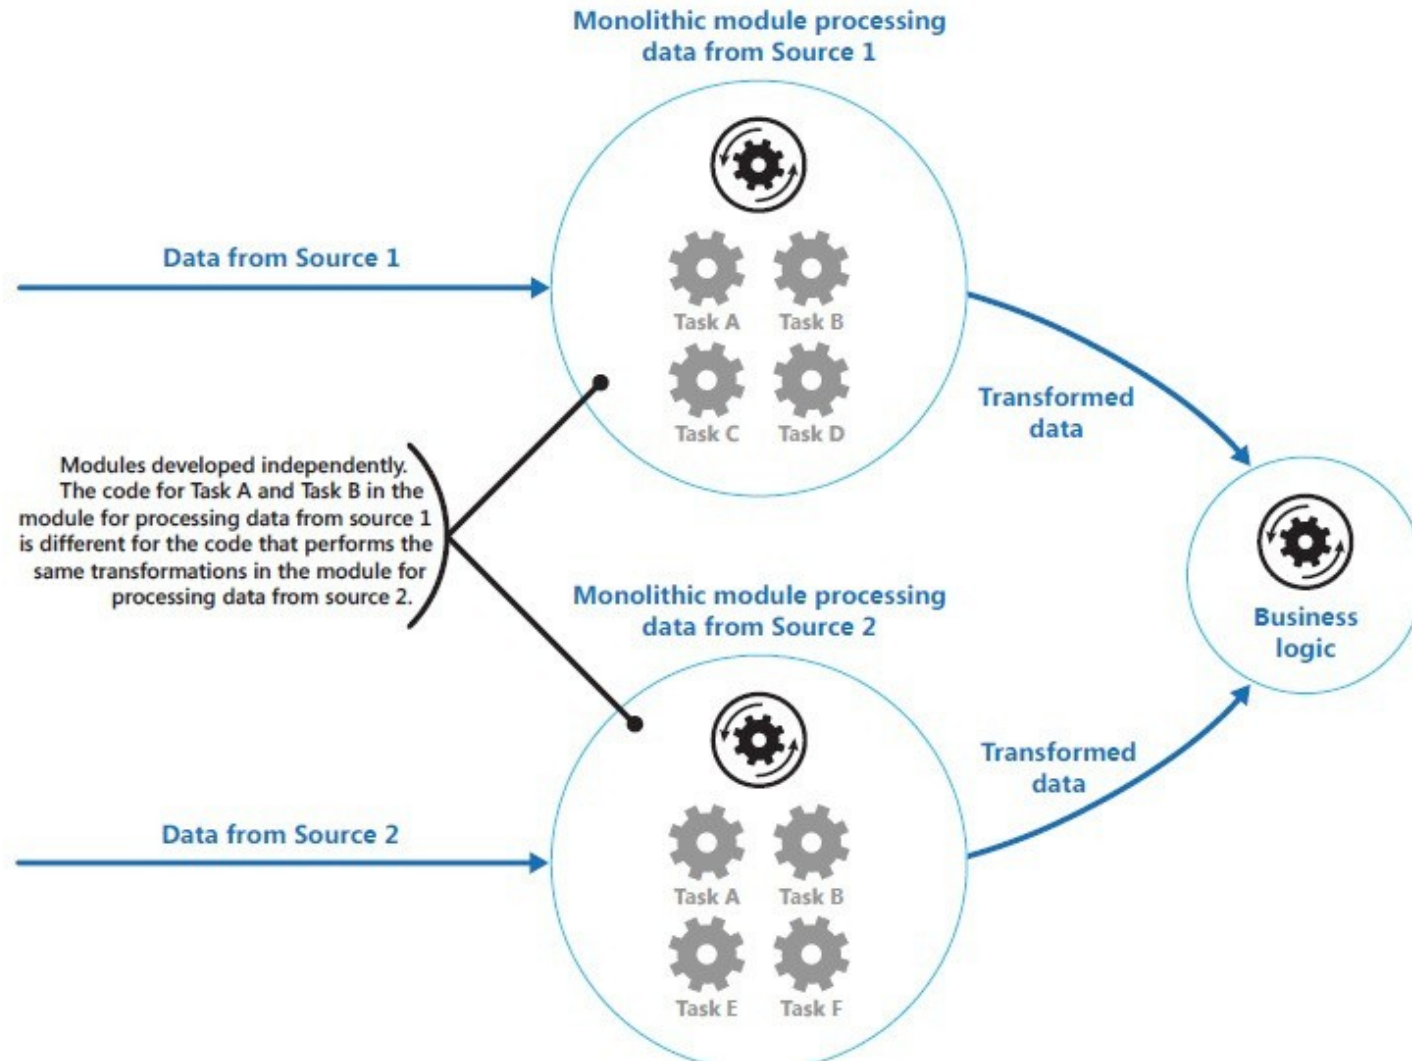 Monolithic module processing
data from Source 1
Data from Source 1
Task A
Task B
Task C
Task D
Transformed
data
Modules developed independently.
The code for Task A and Task B in the
module for processing data from source 1
is different for the code that performs the
same transformations in the module for
processing data from source 2.
Business
logic
Monolithic module processing
data from Source 2
Data from Source 2
Task A
Task B
Task E
Task F
Transformed
data